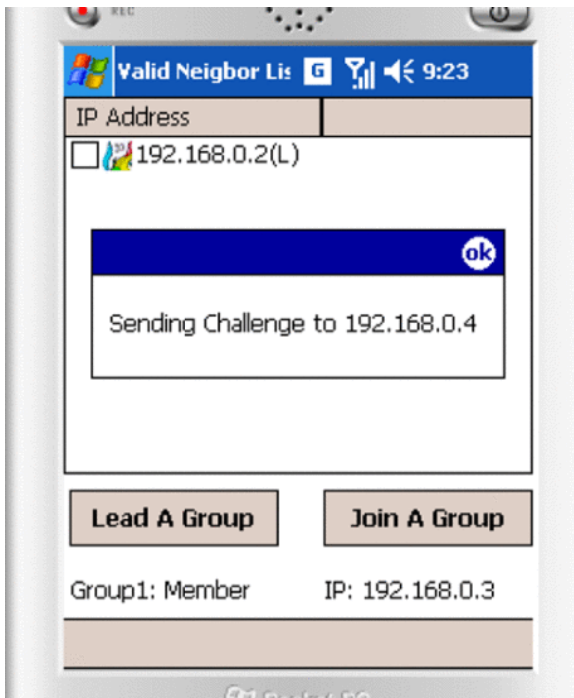 REC
Valid Neigbor Lis G 9:23
IP Address
192.168.0.2(L)
ok
Sending Challenge to 192.168.0.4
Lead A Group Join A Group
Group1: Member IP: 192.168.0.3